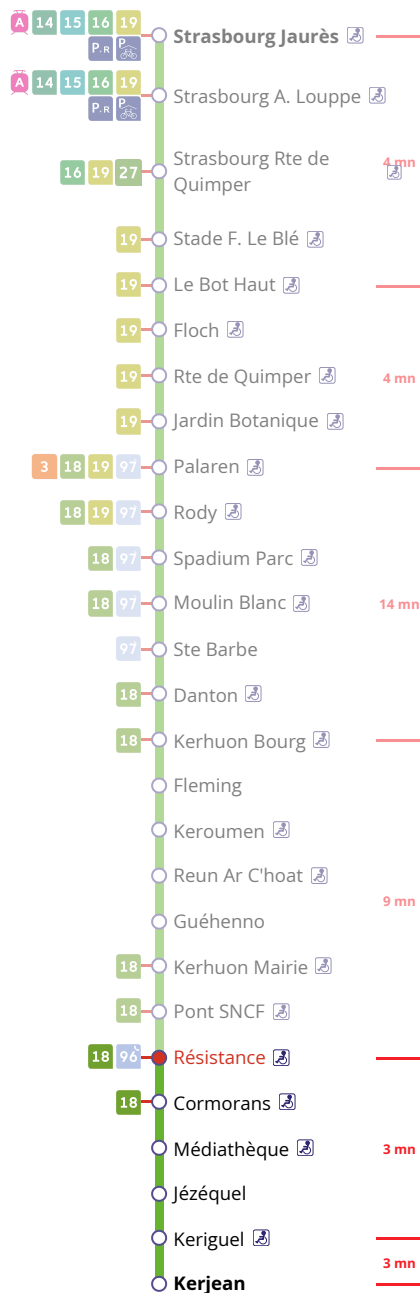 A 14 15 16 19
Strasbourg Jaurès
P+R P
A 14 15 16 19
Strasbourg A. Louppe
P+R P
16 19 27
Strasbourg Rte de
Quimper
4 mn
19 Stade F. Le Blé
19 Le Bot Haut
19 Floch
19 Rte de Quimper
4 mn
19 Jardin Botanique
3 18 19 97 Palaren
18 19 97 Rody
18 97 Spadium Parc
18 97 Moulin Blanc
14 mn
97 Ste Barbe
18 Danton
18 Kerhuon Bourg
Fleming
Keroumen
Reun Ar C'hoat
9 mn
Guéhenno
18 Kerhuon Mairie
18 Pont SNCF
18 96 Résistance
18 Cormorans
Médiathèque
3 mn
Jézéquel
Keriguel
3 mn
Kerjean